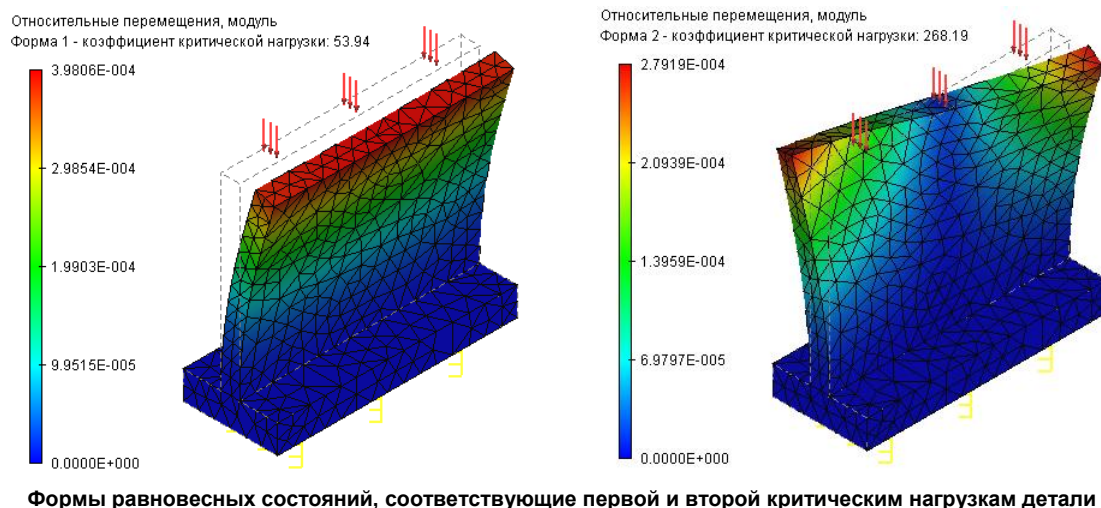 Относительные перемещения, модуль
Форма 1 - коэффициент критической нагрузки: 53.94
3.9806E-004
2.9854E-004
1.9903E-004
9.9515E-005
0.0000E+000
Относительные перемещения, модуль
Форма 2 - коэффициент критической нагрузки: 268.19
2.7919E-004
2.0939E-004
1.3959E-004
6.9797E-005
0.0000E+000
Формы равновесных состояний, соответствующие первой и второй критическим нагрузкам детали